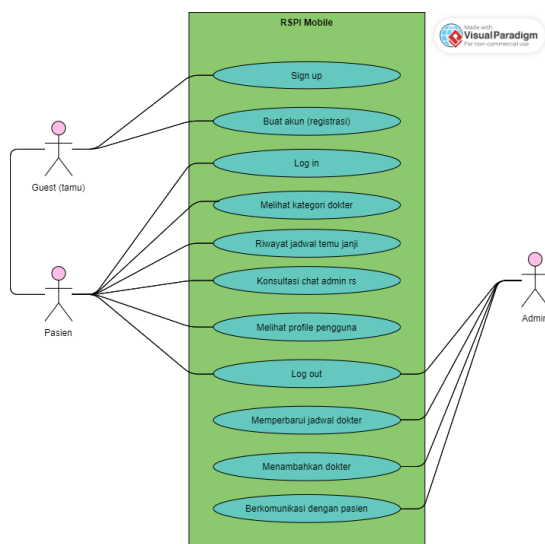 RSPI Mobile
Made with
VisualParadigm
For non-commercial use
Sign up
Buat akun (registrasi)
Log in
Guest (tamu)
Melihat kategori dokter
Riwayat jadwal temu janji
Konsultasi chat admin rs
Admin
Melihat profile pengguna
Pasien
Log out
Memperbarui jadwal dokter
Menambahkan dokter
Berkomunikasi dengan pasien